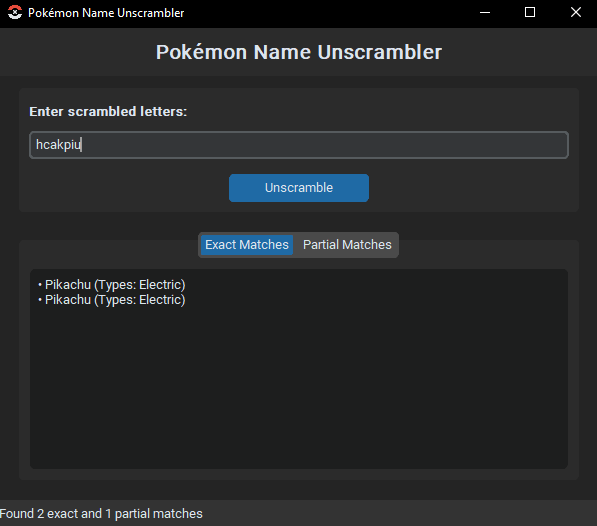 Pokémon Name Unscrambler
Pokémon Name Unscrambler
Enter scrambled letters:
hcakpiu
Unscramble
Exact Matches Partial Matches
• Pikachu (Types: Electric)
• Pikachu (Types: Electric)
Found 2 exact and 1 partial matches